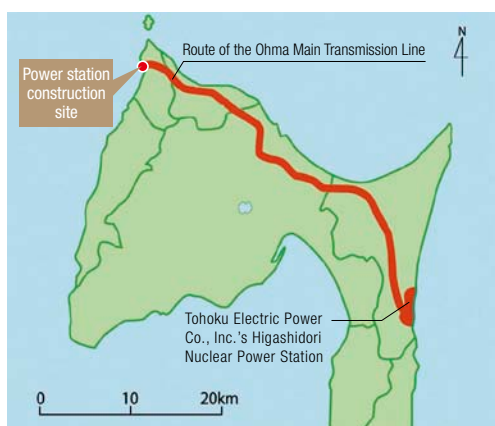 N
Route of the Ohma Main Transmission Line
Power station
construction
site
Tohoku Electric Power
Co., Inc.'s Higashidori
Nuclear Power Station
0 10 20km